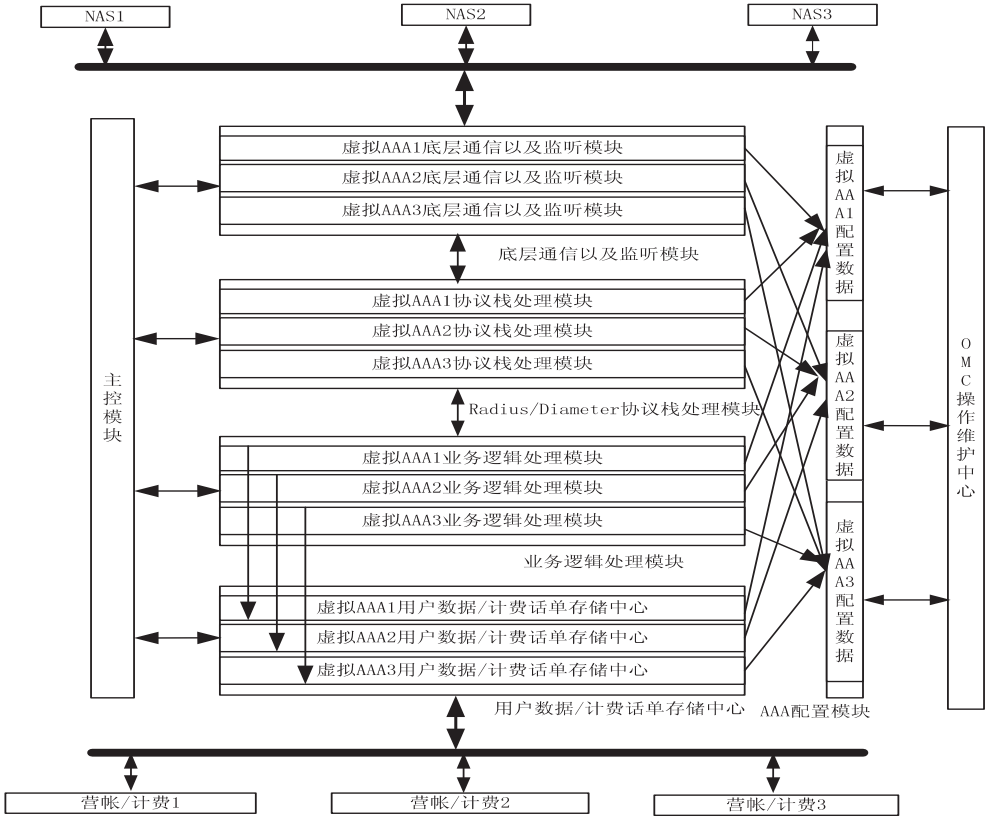 NAS1
NAS2
NAS3
虚拟AAA1底层通信以及监听模块
虚拟AAA2底层通信以及监听模块
虚拟AAA3底层通信以及监听模块
底层通信以及监听模块
虚拟AAA1协议栈处理模块
虚拟AAA2协议栈处理模块
虚拟AAA3协议栈处理模块
Radius/Diameter协议栈处理模块
虚拟AAA1业务逻辑处理模块
虚拟AAA2业务逻辑处理模块
虚拟AAA3业务逻辑处理模块
业务逻辑处理模块
虚拟AAA1用户数据/计费话单存储中心
虚拟AAA2用户数据/计费话单存储中心
虚拟AAA3用户数据/计费话单存储中心
用户数据/计费话单存储中心
主控模块
虚拟AAA1配置数据
虚拟AAA2配置数据
虚拟AAA3配置数据
AAA配置模块
OMC操作维护中心
营帐/计费1
营帐/计费2
营帐/计费3